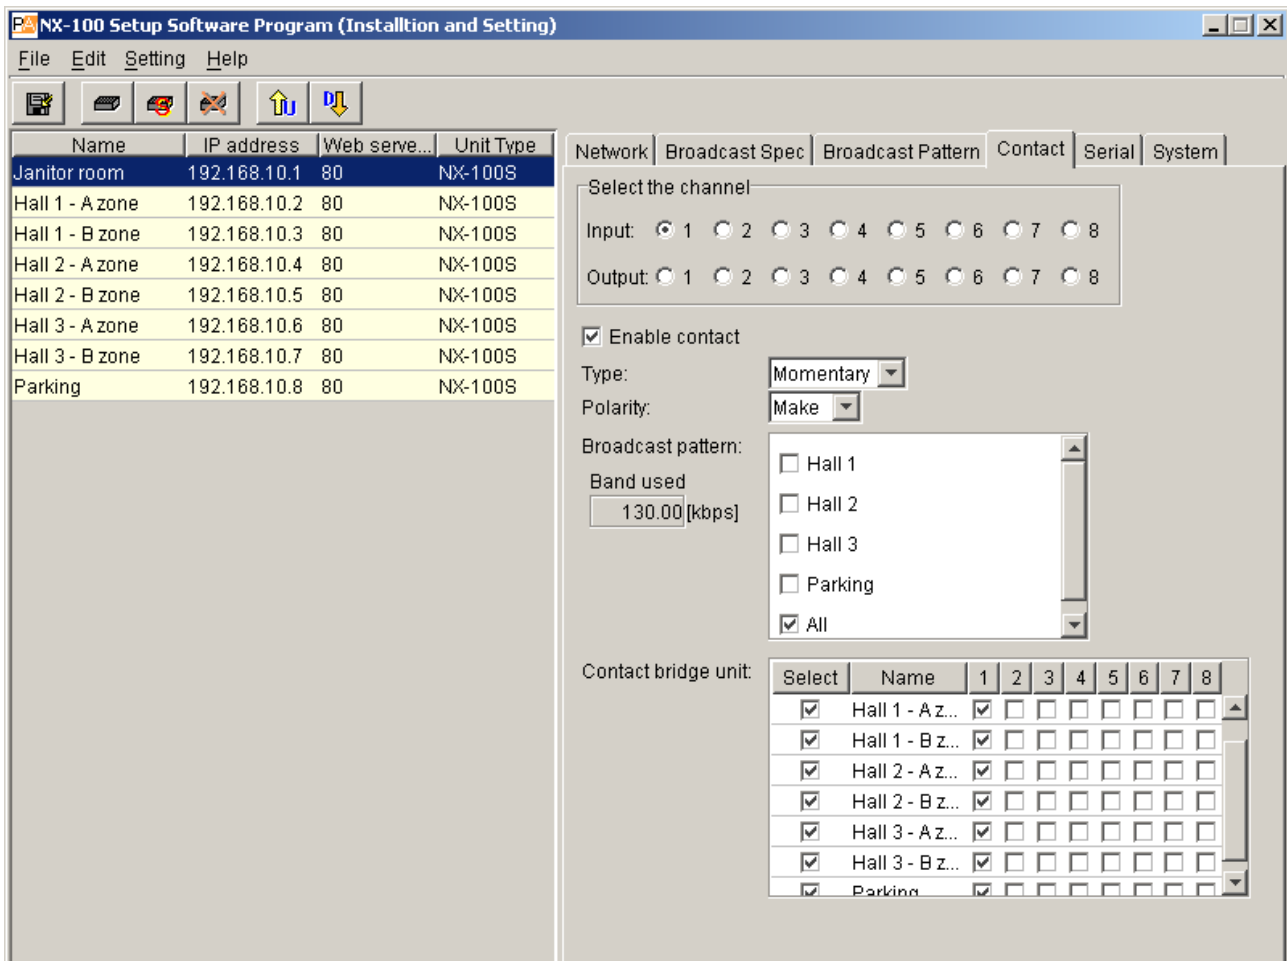 PA NX-100 Setup Software Program (Installtion and Setting)
File Edit Setting Help
U D
Name IP address Web serve... Unit Type
Janitor room 192.168.10.1 80 NX-100S
Hall 1 - A zone 192.168.10.2 80 NX-100S
Hall 1 - B zone 192.168.10.3 80 NX-100S
Hall 2 - A zone 192.168.10.4 80 NX-100S
Hall 2 - B zone 192.168.10.5 80 NX-100S
Hall 3 - A zone 192.168.10.6 80 NX-100S
Hall 3 - B zone 192.168.10.7 80 NX-100S
Parking 192.168.10.8 80 NX-100S
Network Broadcast Spec Broadcast Pattern Contact Serial System
Select the channel
Input: 1 2 3 4 5 6 7 8
Output: 1 2 3 4 5 6 7 8
Enable contact
Type: Momentary
Polarity: Make
Broadcast pattern:
Band used
130.00 [kbps]
Hall 1
Hall 2
Hall 3
Parking
All
Contact bridge unit:
Select Name 1 2 3 4 5 6 7 8
Hall 1 - A z...
Hall 1 - B z...
Hall 2 - A z...
Hall 2 - B z...
Hall 3 - A z...
Hall 3 - B z...
Parking